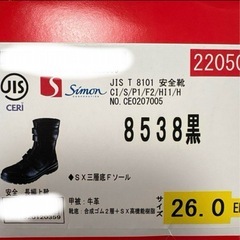 JIS
CERI
Simon
JIS T 8101 安全靴
CI/S/P1/F2/HI1/H
NO.CE0207005
22050
8538黒
◆SX三層底Fソール
安全 長編上靴
甲被:牛革
靴底:合成ゴム2層+SX高機能樹脂
サイズ
26.0